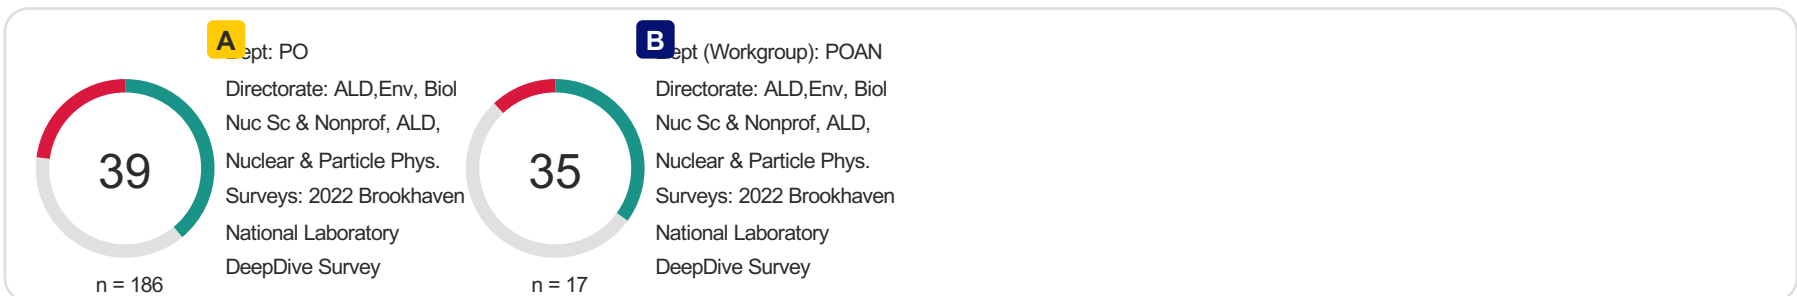 A
ept: PO
Directorate: ALD,Env, Biol
Nuc Sc & Nonprof, ALD,
Nuclear & Particle Phys.
Surveys: 2022 Brookhaven
National Laboratory
DeepDive Survey
39
n = 186
B
ept (Workgroup): POAN
Directorate: ALD,Env, Biol
Nuc Sc & Nonprof, ALD,
Nuclear & Particle Phys.
Surveys: 2022 Brookhaven
National Laboratory
DeepDive Survey
35
n = 17